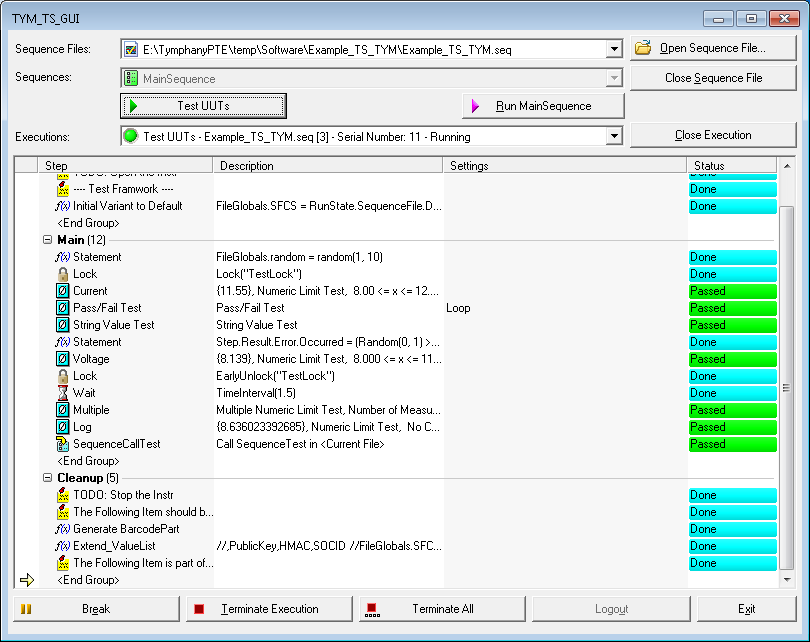 TYM_TS_GUI
Sequence Files: E:\TymphanyPTE\temp\Software\Example_TS_TYM\Example_TS_TYM.seq Open Sequence File...
Sequences: MainSequence Close Sequence File
Test UUTs Run MainSequence
Executions: Test UUTs - Example_TS_TYM.seq [3] - Serial Number: 11 - Running Close Execution
Step Description Settings Status
TODO: Open the Instr Done
---- Test Framwork ---- Done
f(x) Initial Variant to Default FileGlobals.SFCS = RunState.SequenceFile.D... Done
<End Group>
Main (12)
f(x) Statement FileGlobals.random = random(1, 10) Done
Lock Lock("TestLock") Done
Current {11.55}, Numeric Limit Test, 8.00 <= x <= 12.... Passed
Pass/Fail Test Pass/Fail Test Loop Passed
String Value Test String Value Test Passed
f(x) Statement Step.Result.Error.Occurred = (Random(0, 1) >... Done
Voltage {8.139}, Numeric Limit Test, 8.000 <= x <= 11... Passed
Lock EarlyUnlock("TestLock") Done
Wait TimeInterval(1.5) Done
Multiple Multiple Numeric Limit Test, Number of Measu... Passed
Log {8.636023392685}, Numeric Limit Test, No C... Passed
SequenceCallTest Call SequenceTest in <Current File> Passed
<End Group>
Cleanup (5)
TODO: Stop the Instr Done
The Following Item should b... Done
f(x) Generate BarcodePart Done
f(x) Extend_ValueList //,PublicKey,HMAC,SOCID //FileGlobals.SFC... Done
The Following Item is part of... Done
<End Group>
Break Terminate Execution Terminate All Logout Exit